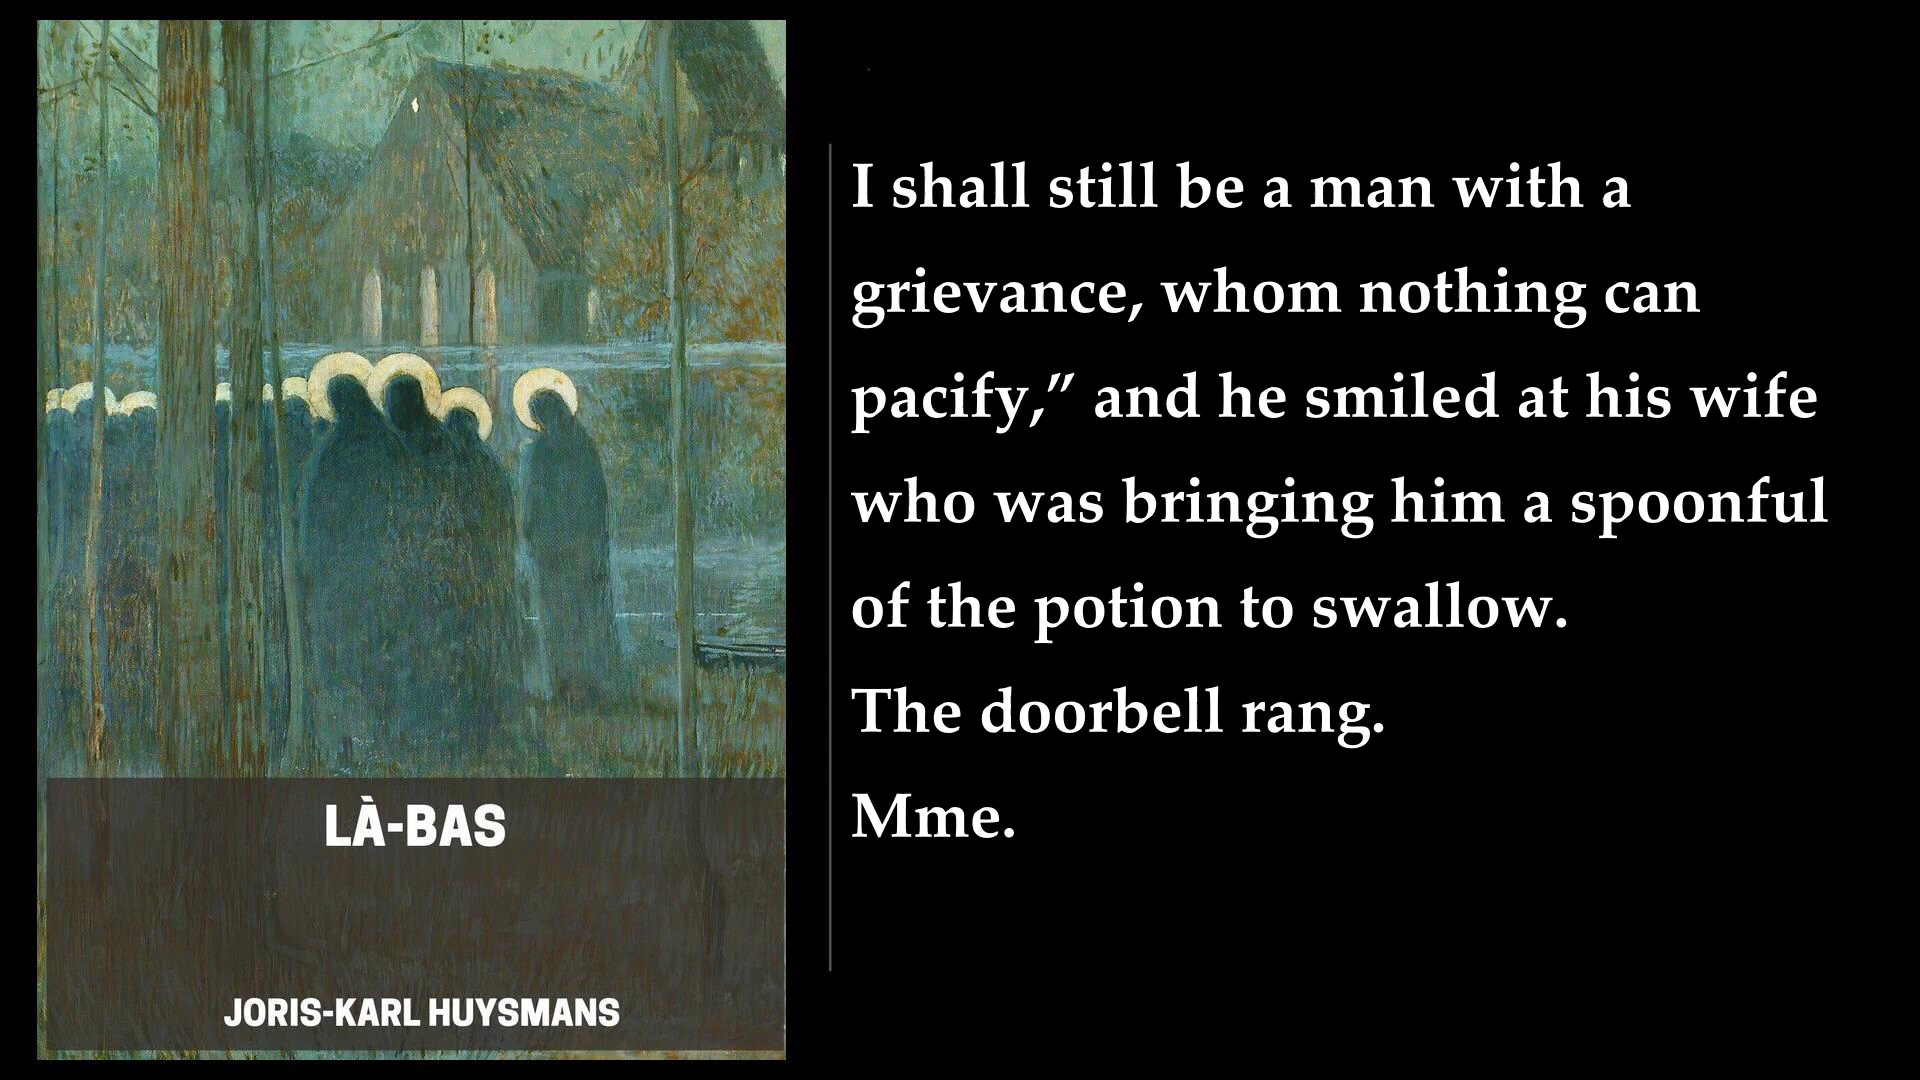 LÀ-BAS
JORIS-KARL HUYSMANS
I shall still be a man with a
grievance, whom nothing can
pacify,” and he smiled at his wife
who was bringing him a spoonful
of the potion to swallow.
The doorbell rang.
Mme.